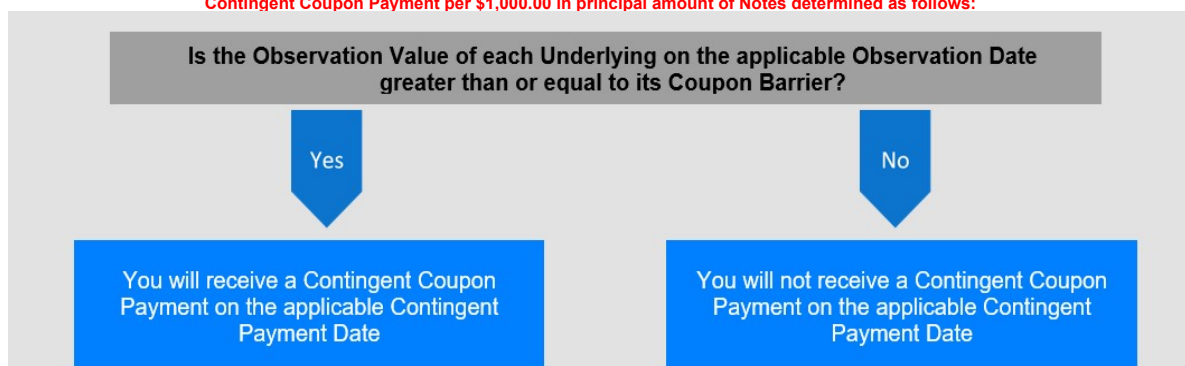 Contingent Coupon Payment per $1,000.00 in principal amount of Notes determined as follows:
Is the Observation Value of each Underlying on the applicable Observation Date
greater than or equal to its Coupon Barrier?
Yes
No
You will receive a Contingent Coupon
Payment on the applicable Contingent
Payment Date
You will not receive a Contingent Coupon
Payment on the applicable Contingent
Payment Date